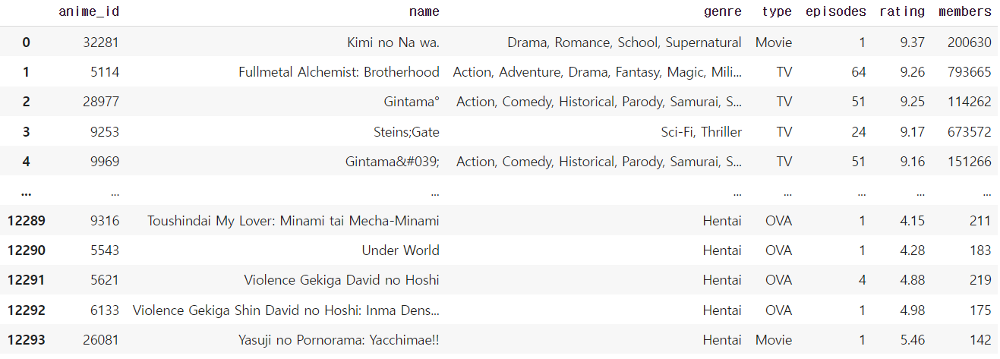 anime_id name genre type episodes rating members
0 32281 Kimi no Na wa. Drama, Romance, School, Supernatural Movie 1 9.37 200630
1 5114 Fullmetal Alchemist: Brotherhood Action, Adventure, Drama, Fantasy, Magic, Mili... TV 64 9.26 793665
2 28977 Gintama° Action, Comedy, Historical, Parody, Samurai, S... TV 51 9.25 114262
3 9253 Steins;Gate Sci-Fi, Thriller TV 24 9.17 673572
4 9969 Gintama&#039; Action, Comedy, Historical, Parody, Samurai, S... TV 51 9.16 151266
... ... ... ... ... ... ... ...
12289 9316 Toushindai My Lover: Minami tai Mecha-Minami Hentai OVA 1 4.15 211
12290 5543 Under World Hentai OVA 1 4.28 183
12291 5621 Violence Gekiga David no Hoshi Hentai OVA 4 4.88 219
12292 6133 Violence Gekiga Shin David no Hoshi: Inma Dens... Hentai OVA 1 4.98 175
12293 26081 Yasuji no Pornorama: Yacchimae!! Hentai Movie 1 5.46 142